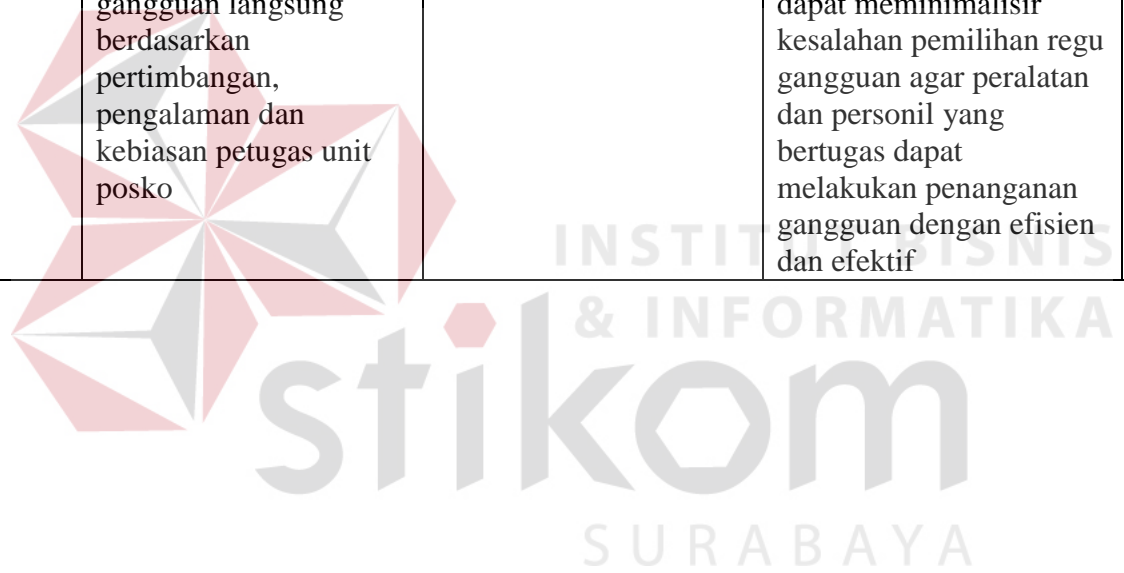 gangguan langsung
berdasarkan
pertimbangan,
pengalaman dan
kebiasan petugas unit
posko
dapat meminimalisir
kesalahan pemilihan regu
gangguan agar peralatan
dan personil yang
bertugas dapat
melakukan penanganan
gangguan dengan efisien
dan efektif
INSTITUT BISNIS
& INFORMATIKA
stikom
SURABAYA